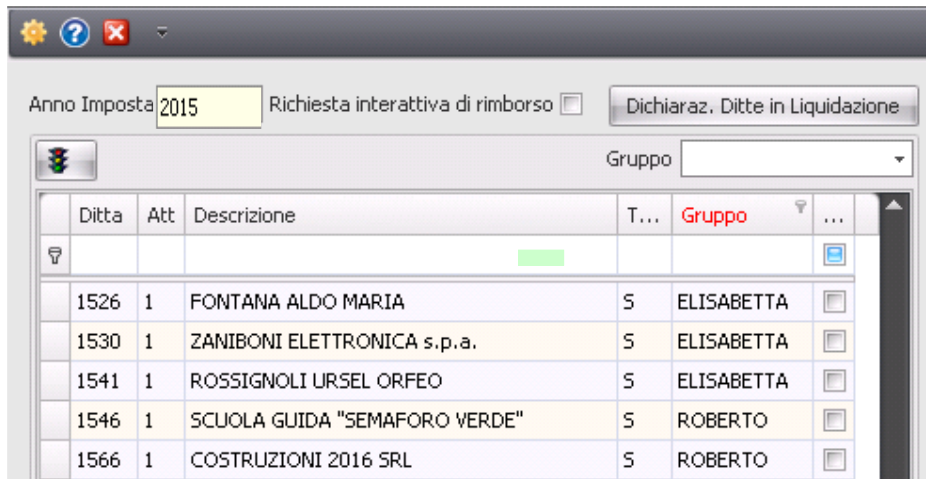 Anno Imposta 2015 Richiesta interattiva di rimborso Dichiaraz. Ditte in Liquidazione
Gruppo
Ditta Att Descrizione T... Gruppo ...
1526 1 FONTANA ALDO MARIA S ELISABETTA
1530 1 ZANIBONI ELETTRONICA s.p.a. S ELISABETTA
1541 1 ROSSIGNOLI URSEL ORFEO S ELISABETTA
1546 1 SCUOLA GUIDA "SEMAFORO VERDE" S ROBERTO
1566 1 COSTRUZIONI 2016 SRL S ROBERTO